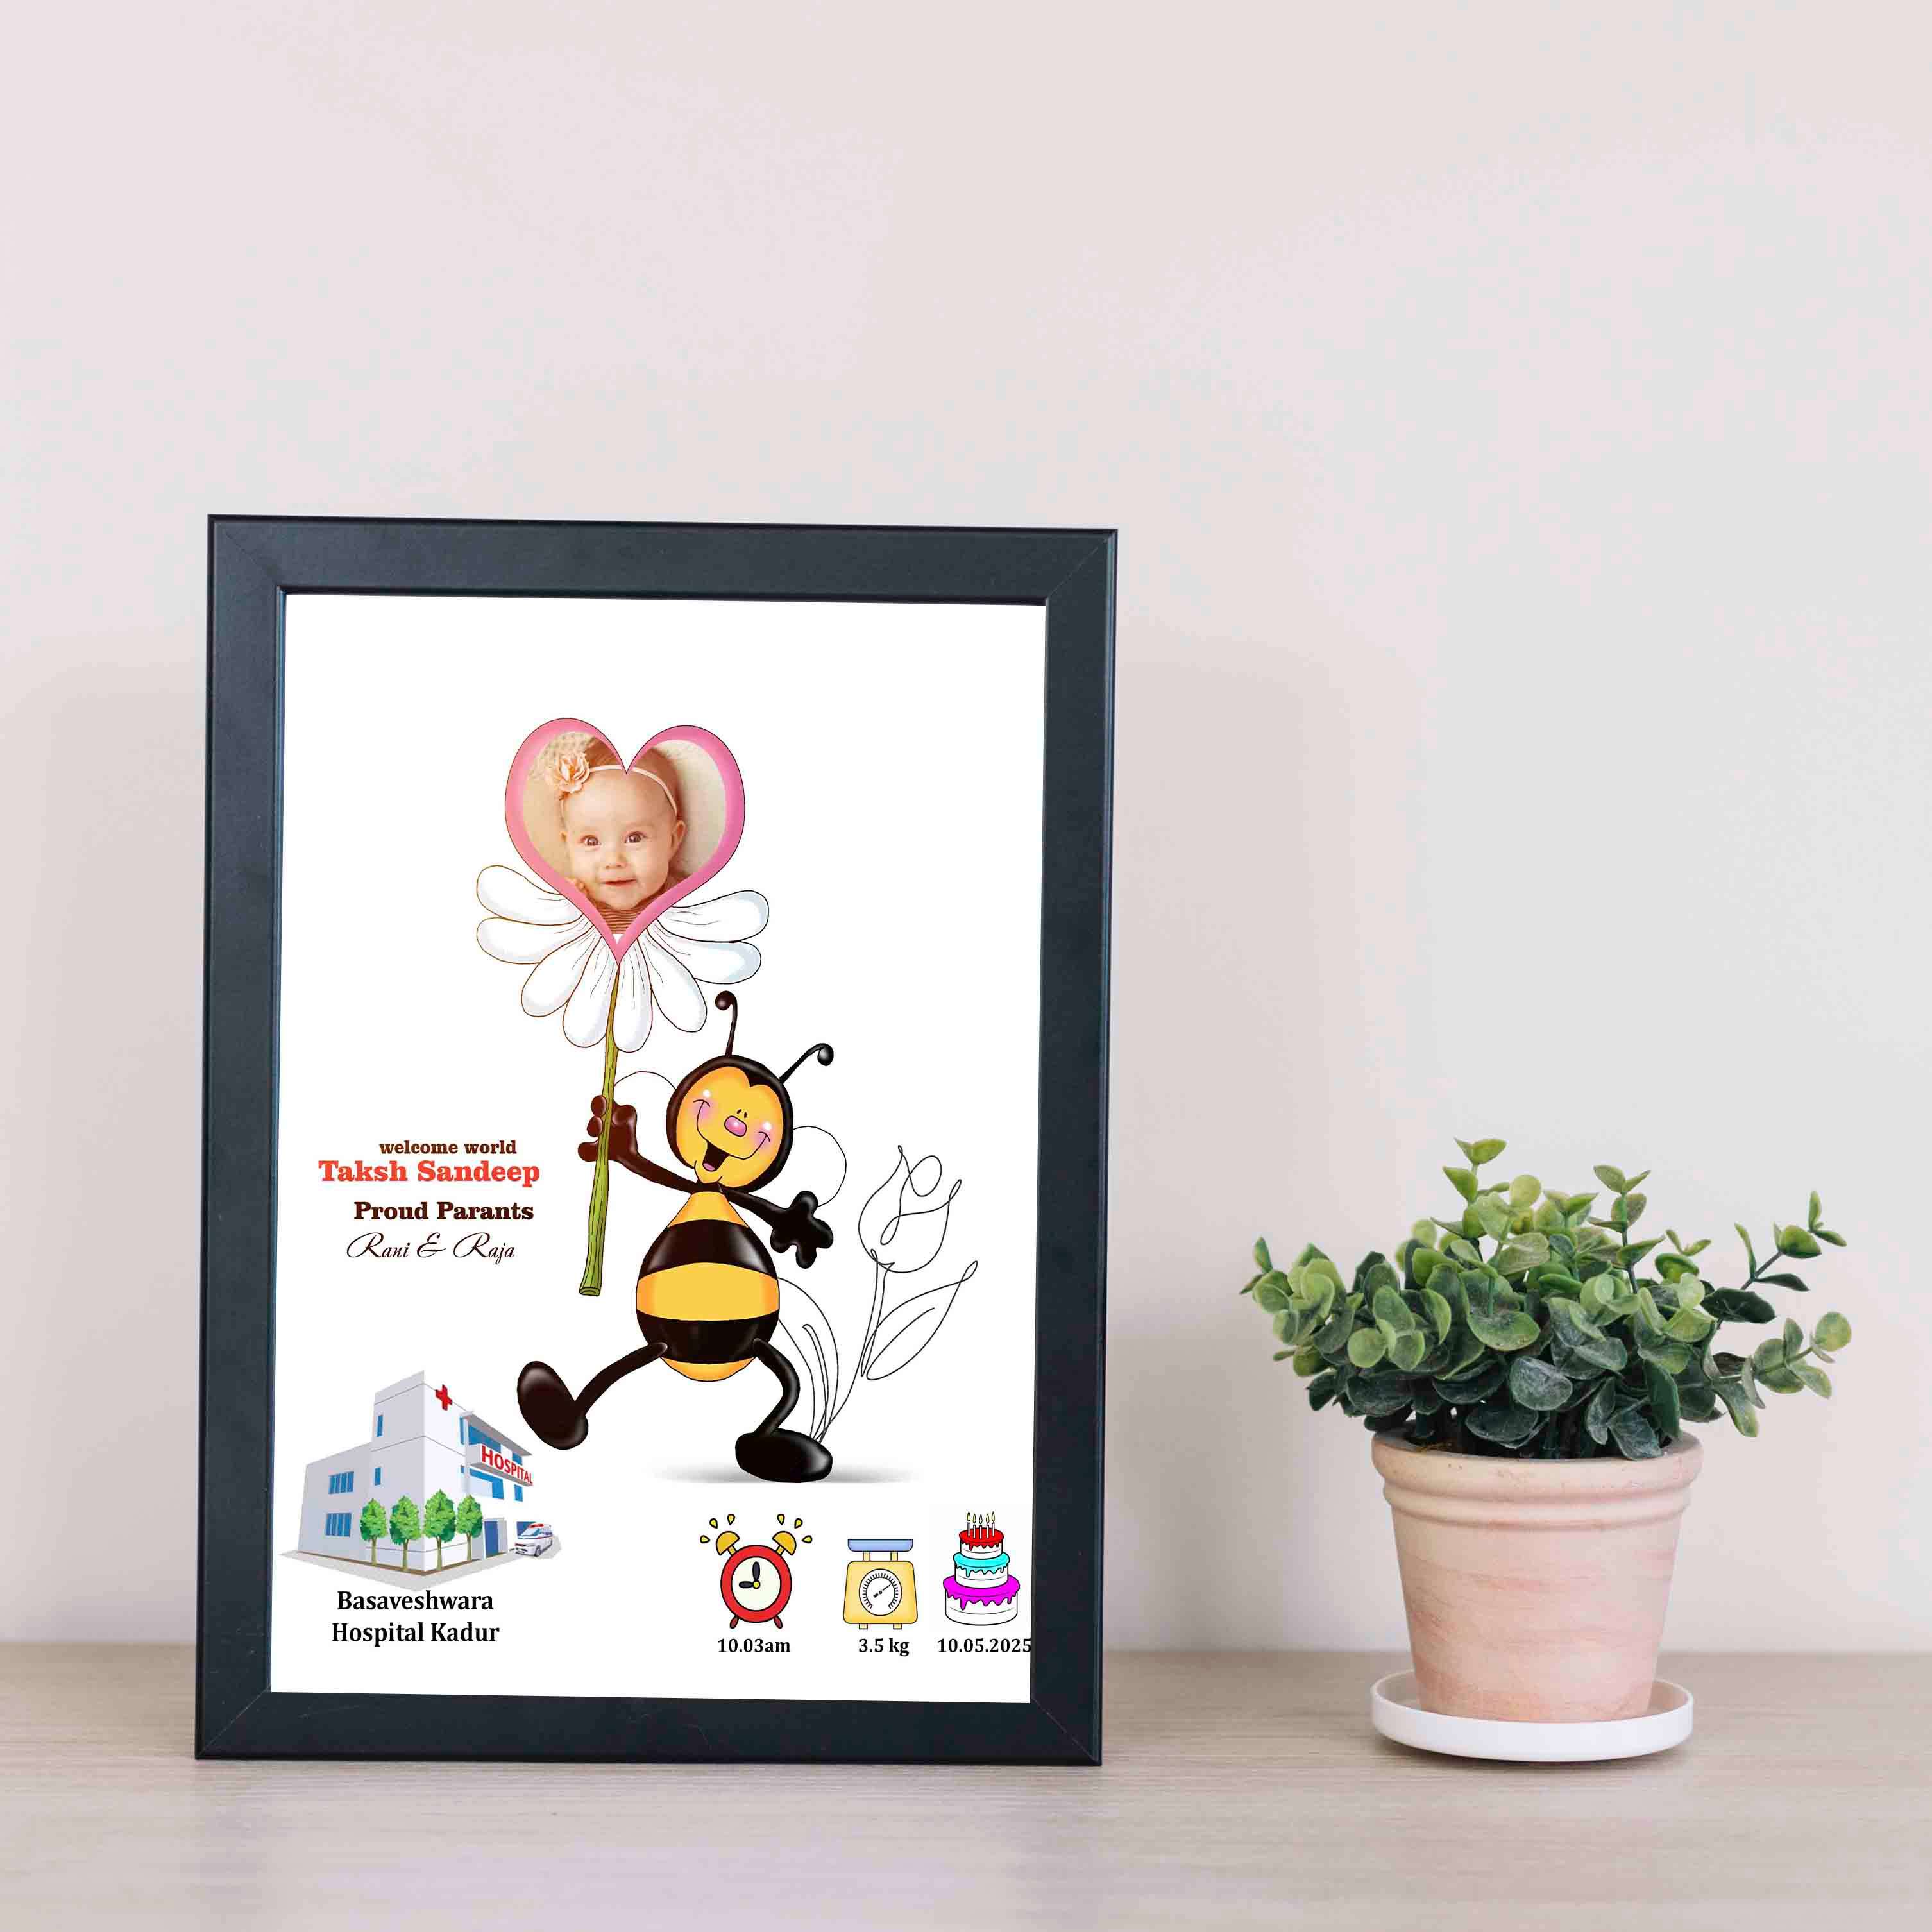 welcome world
Taksh Sandeep
Proud Parants
Rani & Raja
HOSPITAL
Basaveshwara
Hospital Kadur
10.03am
3.5 kg
10.05.2025